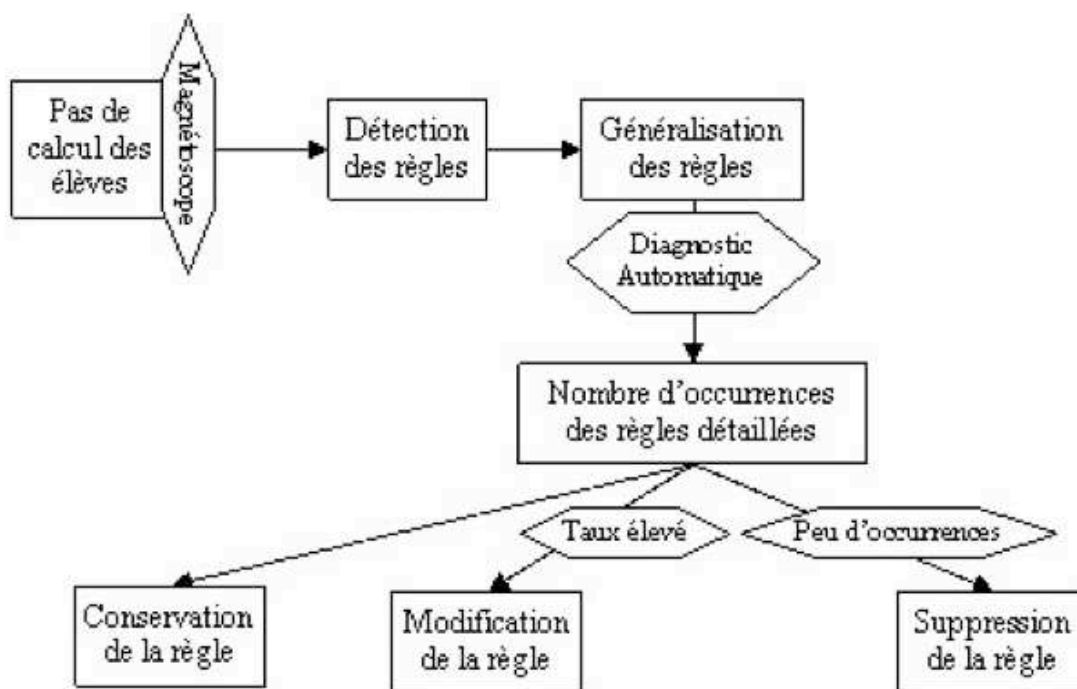 Pas de
calcul des
élèves
Magnétoscope
Détection
des règles
Généralisation
des règles
Diagnostic
Automatique
Nombre d'occurrences
des règles détaillées
Taux élevé
Peu d'occurrences
Conservation
de la règle
Modification
de la règle
Suppression
de la règle